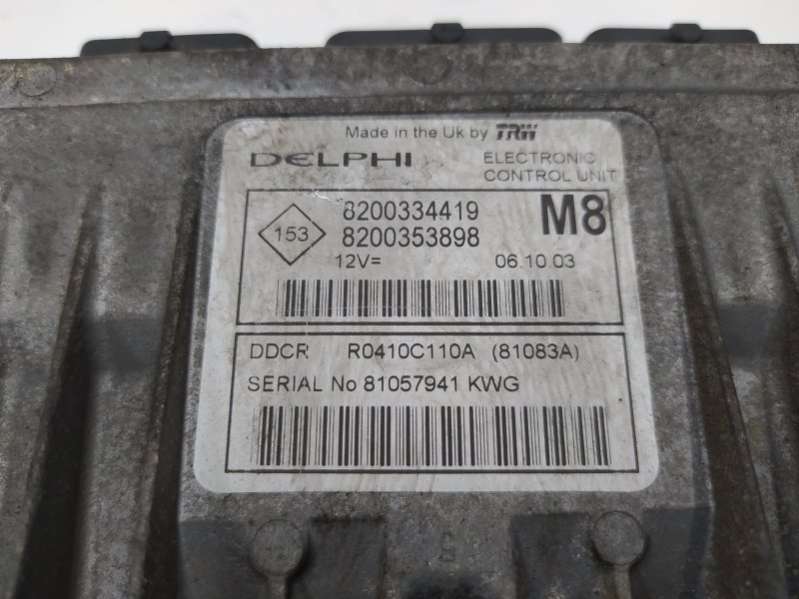 Made in the Uk by TRW
DELPHI ELECTRONIC
CONTROL UNIT
153 8200334419 M8
8200353898
12V= 06.10 03
DDCR R0410C110A (81083A)
SERIAL No 81057941 KWG